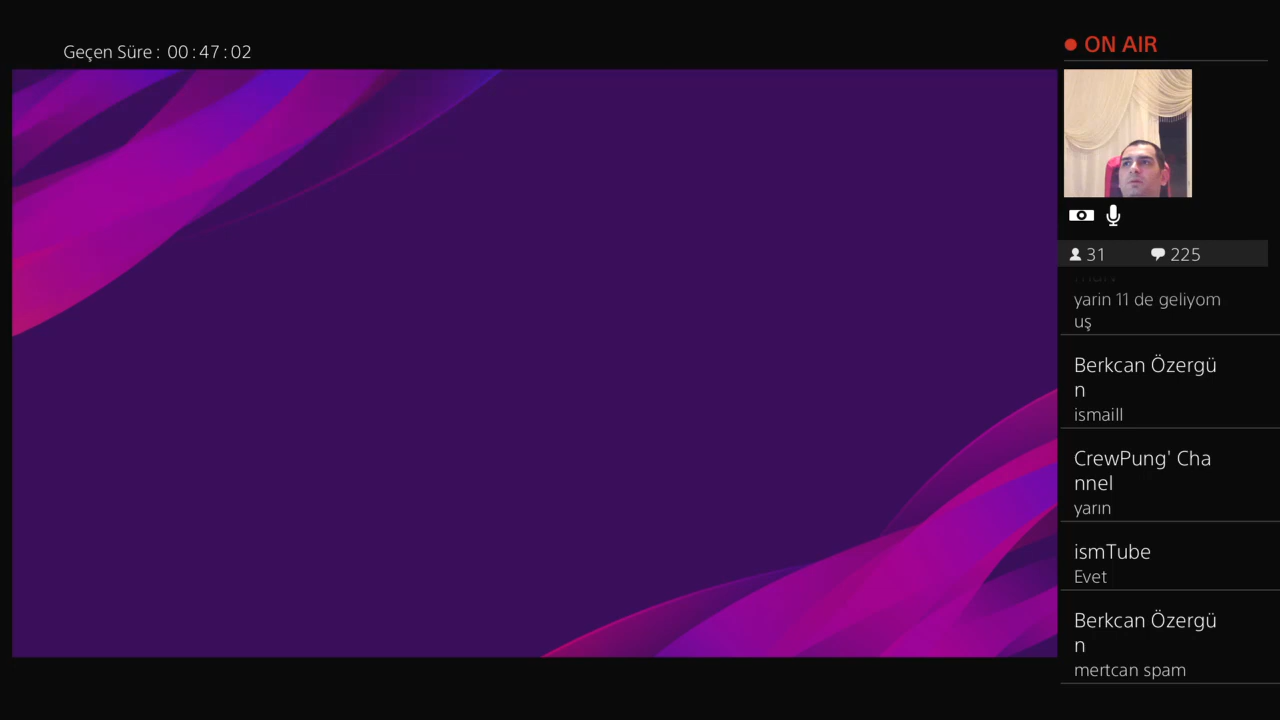 Geçen Süre : 00 : 47 : 02
ON AIR
31
225
yarin 11 de geliyom
uş
Berkcan Özergü
n
ismaill
CrewPung' Cha
nnel
yarın
ismTube
Evet
Berkcan Özergü
n
mertcan spam